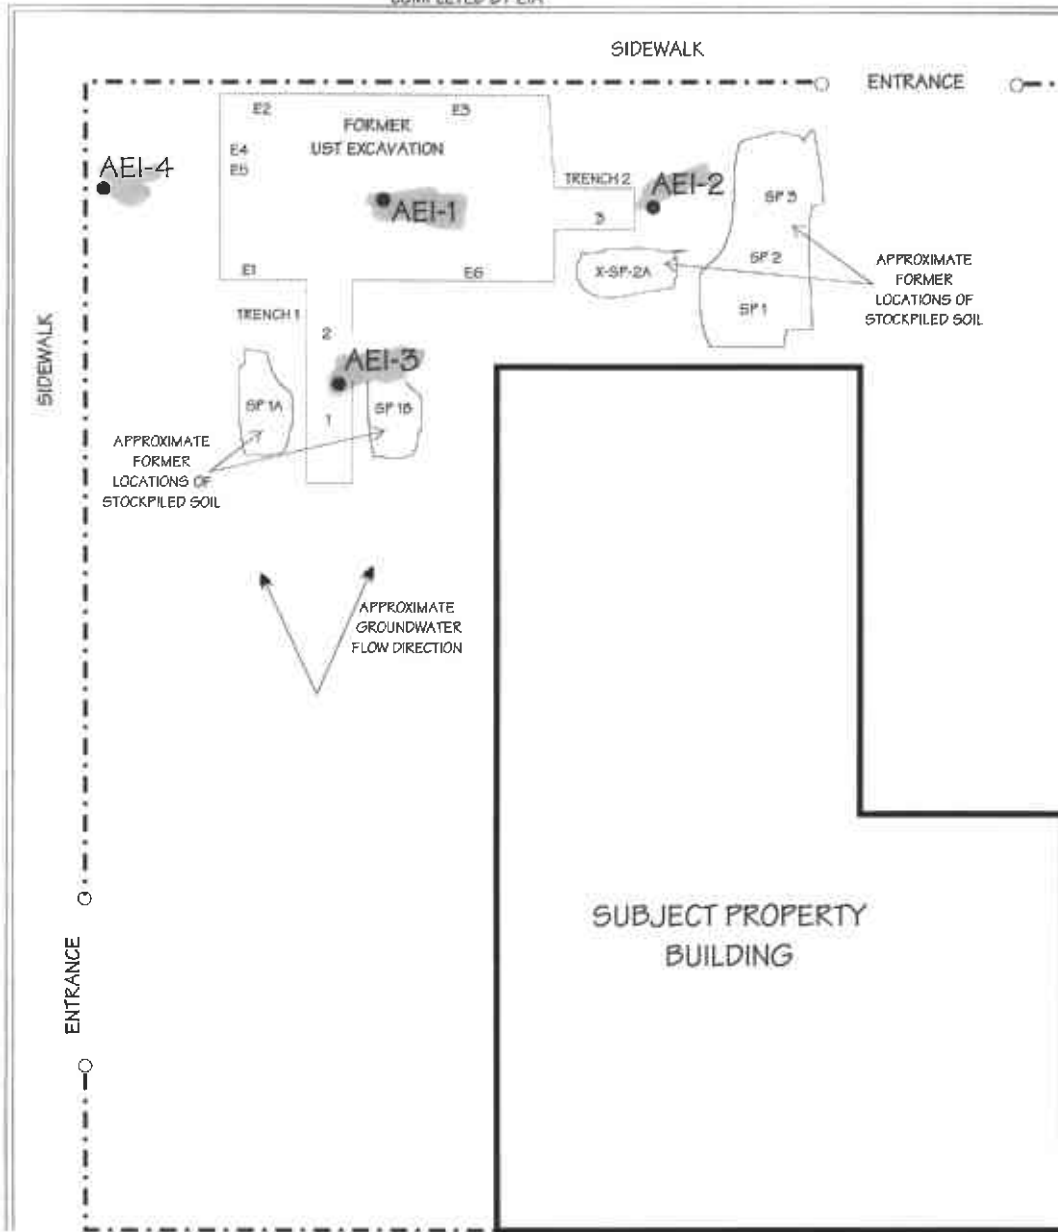 SIDEWALK
ENTRANCE
E2
E3
FORMER
UST EXCAVATION
E4
E5
AEI-4
AEI-1
TRENCH 2
AEI-2
3
SP 3
SP 2
SP 1
X-SP-2A
APPROXIMATE
FORMER
LOCATIONS OF
STOCKPILED SOIL
E1
E6
TRENCH 1
2
AEI-3
1
SP 1A
SP 1B
SIDEWALK
APPROXIMATE
FORMER
LOCATIONS OF
STOCKPILED SOIL
APPROXIMATE
GROUNDWATER
FLOW DIRECTION
SUBJECT PROPERTY
BUILDING
ENTRANCE